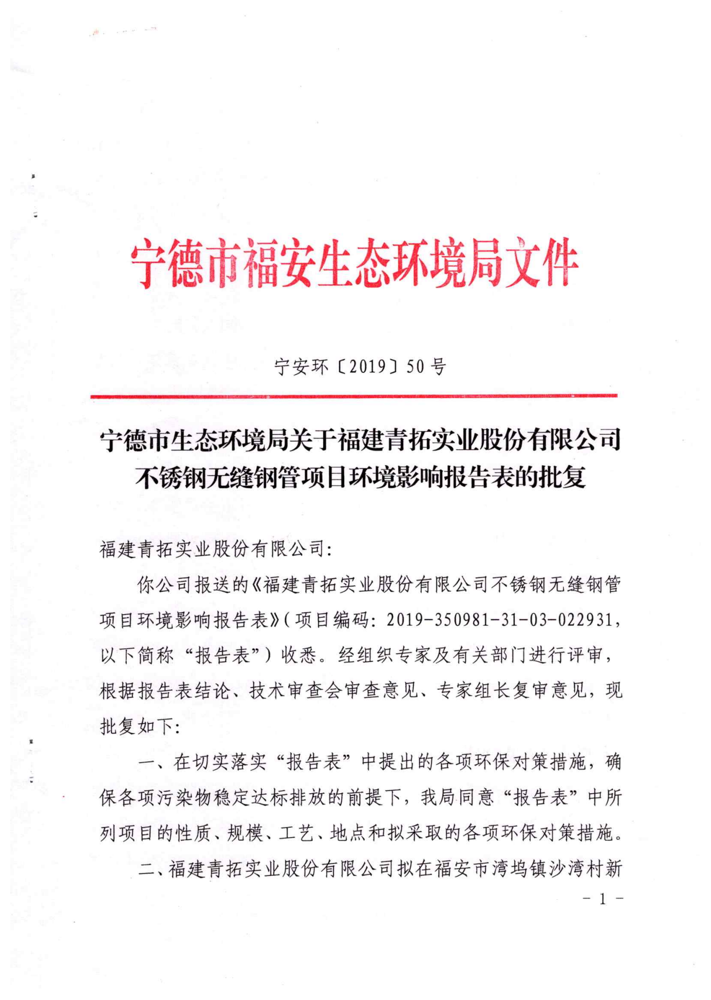 宁德市福安生态环境局文件
宁安环〔2019〕50 号
宁德市生态环境局关于福建青拓实业股份有限公司
不锈钢无缝钢管项目环境影响报告表的批复
福建青拓实业股份有限公司：
你公司报送的《福建青拓实业股份有限公司不锈钢无缝钢管
项目环境影响报告表》（项目编码：2019-350981-31-03-022931，
以下简称“报告表”）收悉。经组织专家及有关部门进行评审，
根据报告表结论、技术审查会审查意见、专家组长复审意见，现
批复如下：
一、在切实落实“报告表”中提出的各项环保对策措施，确
保各项污染物稳定达标排放的前提下，我局同意“报告表”中所
列项目的性质、规模、工艺、地点和拟采取的各项环保对策措施。
二、福建青拓实业股份有限公司拟在福安市湾坞镇沙湾村新
- 1 -